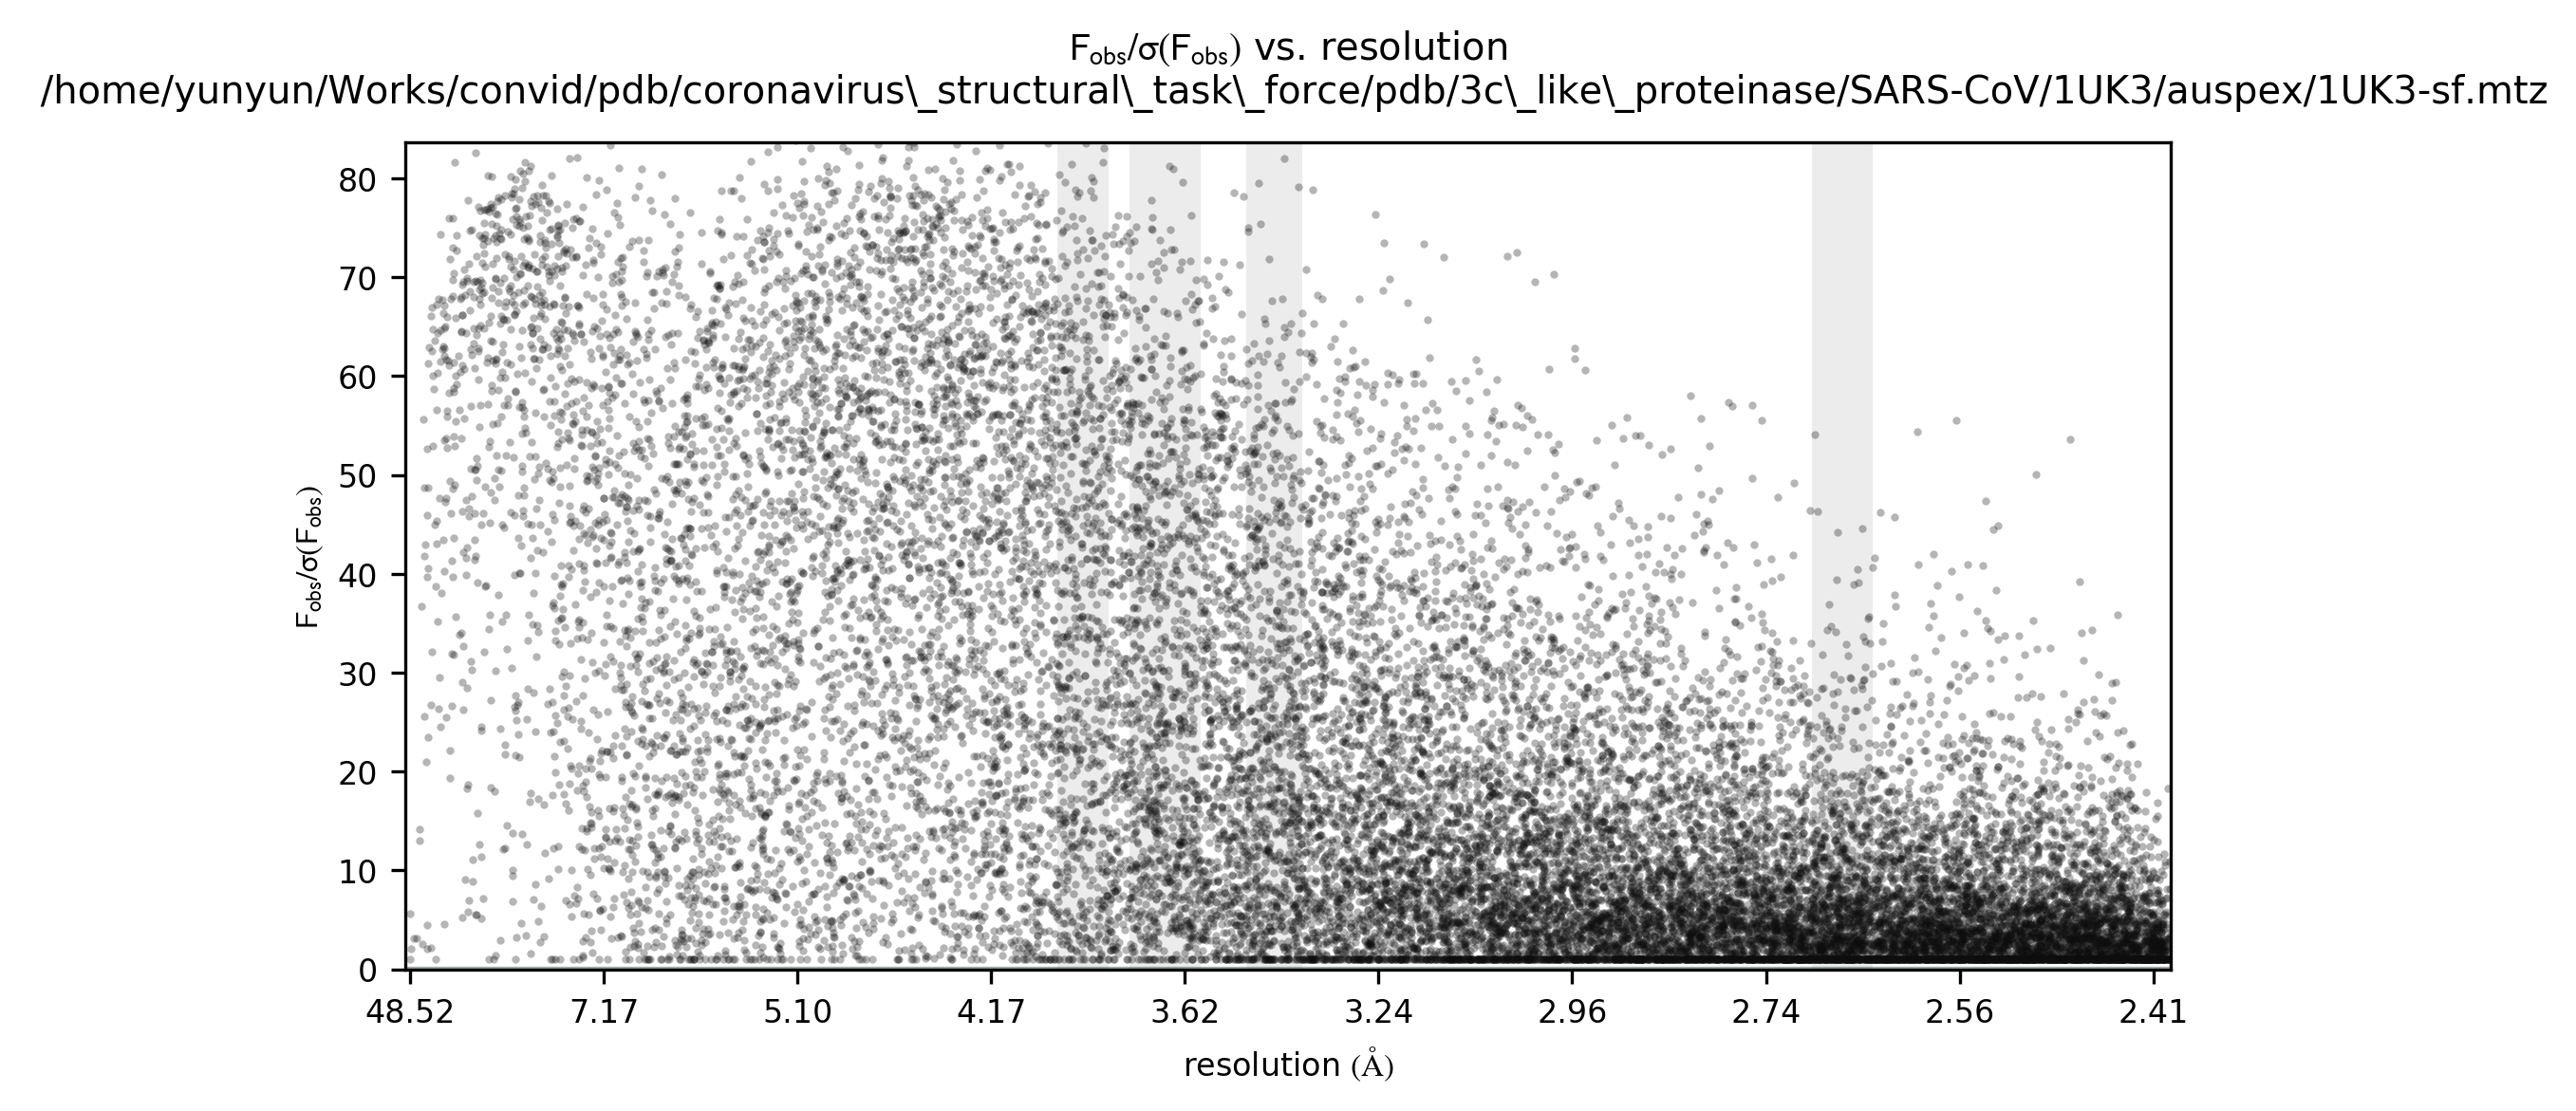 Fobs/σ(Fobs) vs. resolution
/home/yunyun/Works/convid/pdb/coronavirus\_structural\_task\_force/pdb/3c\_like\_proteinase/SARS-CoV/1UK3/auspex/1UK3-sf.mtz
Fobs/σ(Fobs)
80
70
60
50
40
30
20
10
0
48.52 7.17 5.10 4.17 3.62 3.24 2.96 2.74 2.56 2.41
resolution (Å)